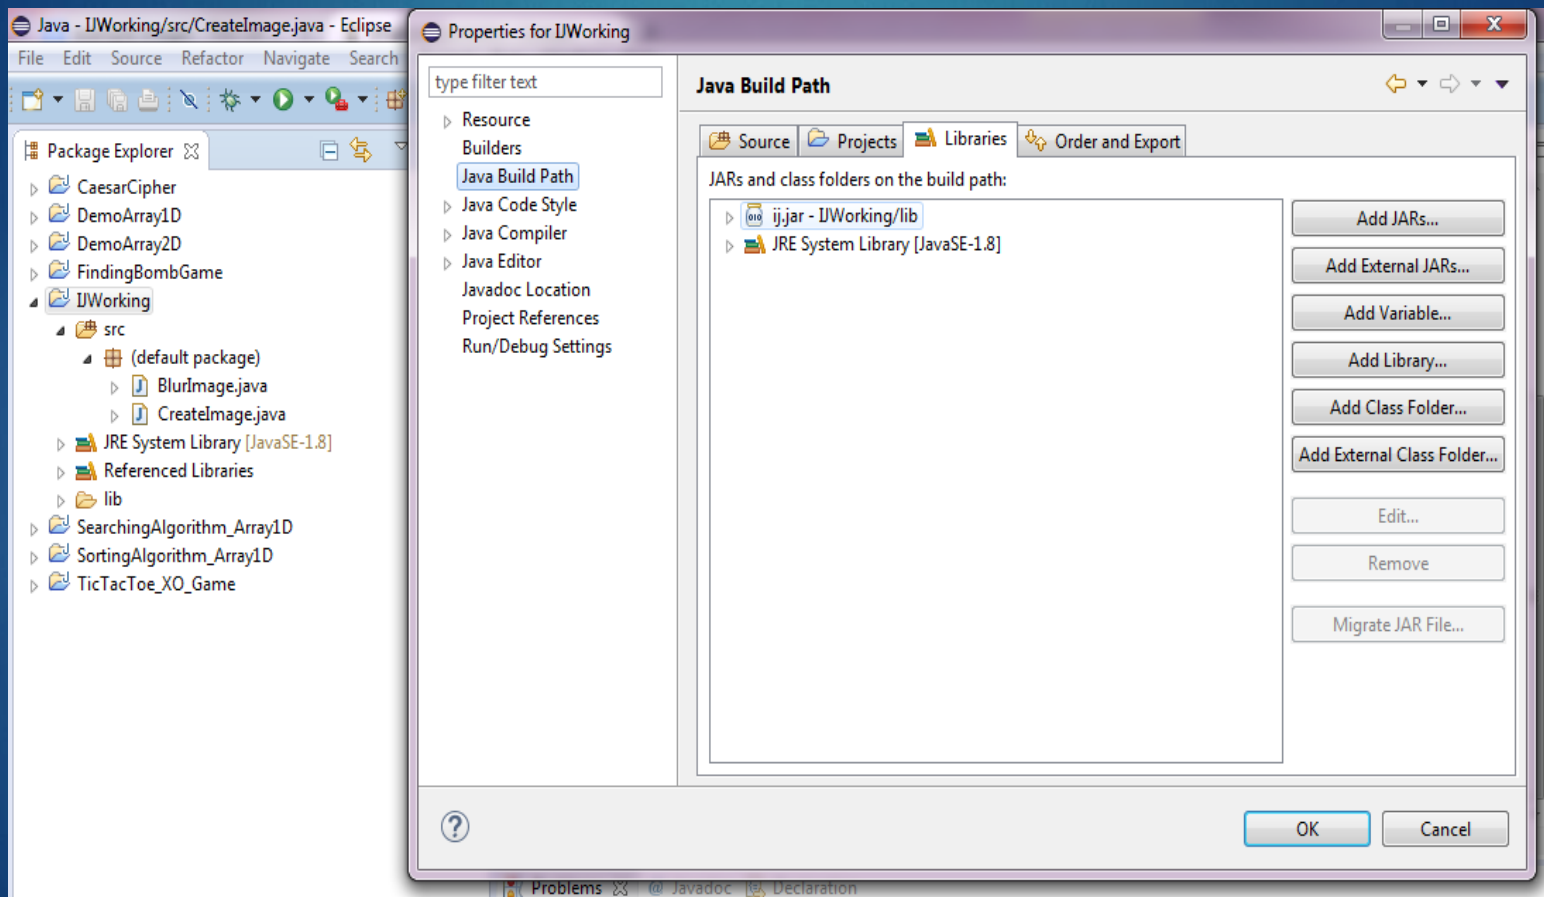 Java - IJWorking/src/CreateImage.java - Eclipse
File Edit Source Refactor Navigate Search
Package Explorer
CaesarCipher
DemoArray1D
DemoArray2D
FindingBombGame
IJWorking
src
(default package)
BlurImage.java
CreateImage.java
JRE System Library [JavaSE-1.8]
Referenced Libraries
lib
SearchingAlgorithm_Array1D
SortingAlgorithm_Array1D
TicTacToe_XO_Game
Properties for IJWorking
type filter text
Resource
Builders
Java Build Path
Java Code Style
Java Compiler
Java Editor
Javadoc Location
Project References
Run/Debug Settings
Java Build Path
Source Projects Libraries Order and Export
JARs and class folders on the build path:
ij.jar - IJWorking/lib
JRE System Library [JavaSE-1.8]
Add JARs...
Add External JARs...
Add Variable...
Add Library...
Add Class Folder...
Add External Class Folder...
Edit...
Remove
Migrate JAR File...
OK Cancel
Problems @ Javadoc Declaration